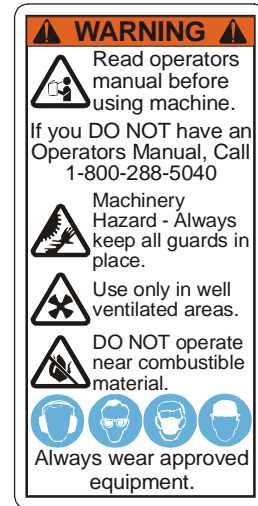 WARNING
Read operators
manual before
using machine.
If you DO NOT have an
Operators Manual, Call
1-800-288-5040
Machinery
Hazard - Always
keep all guards in
place.
Use only in well
ventilated areas.
DO NOT operate
near combustible
material.
Always wear approved
equipment.